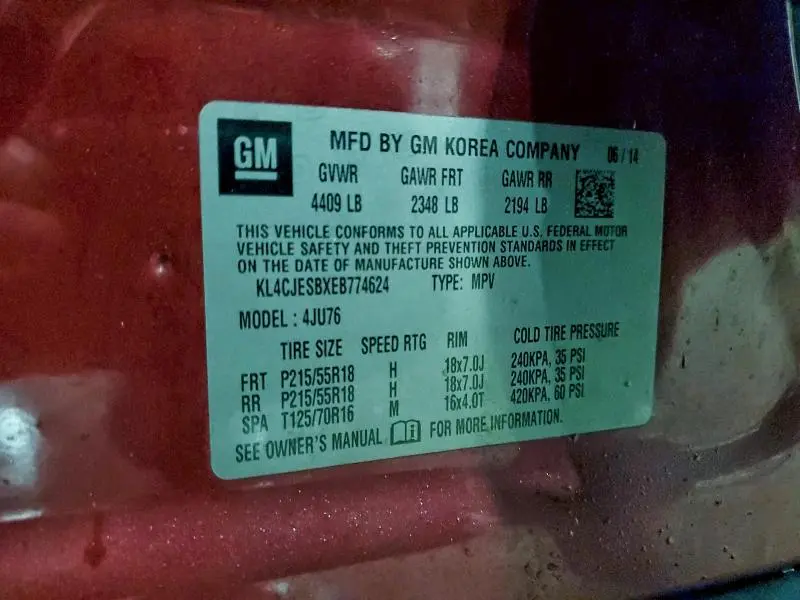 GM
MFD BY GM KOREA COMPANY 06 / 14
GVWR GAWR FRT GAWR RR
4409 LB 2348 LB 2194 LB
THIS VEHICLE CONFORMS TO ALL APPLICABLE U.S. FEDERAL MOTOR
VEHICLE SAFETY AND THEFT PREVENTION STANDARDS IN EFFECT
ON THE DATE OF MANUFACTURE SHOWN ABOVE.
KL4CJESBXEB774624 TYPE: MPV
MODEL : 4JU76
TIRE SIZE SPEED RTG RIM COLD TIRE PRESSURE
FRT P215/55R18 H 18x7.0J 240KPA, 35 PSI
RR P215/55R18 H 18x7.0J 240KPA, 35 PSI
SPA T125/70R16 M 16x4.0T 420KPA, 60 PSI
SEE OWNER'S MANUAL FOR MORE INFORMATION.